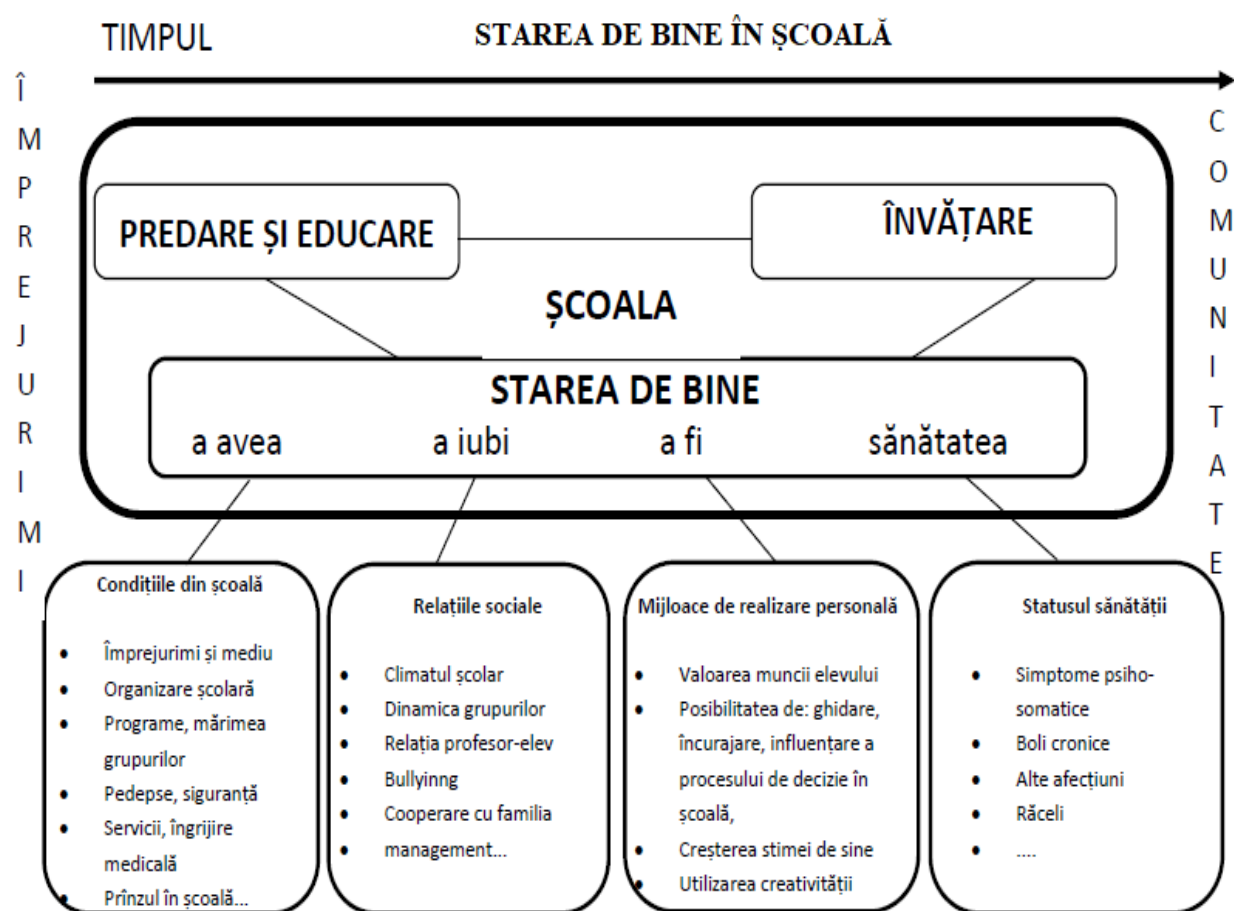 TIMPUL
STAREA DE BINE ÎN ȘCOALĂ
ÎMPREJURIMI
COMUNITATE
PREDARE ȘI EDUCARE
ÎNVĂȚARE
ȘCOALA
STAREA DE BINE
a avea a iubi a fi sănătatea
Condițiile din școală
• Împrejurimi și mediu
• Organizare școlară
• Programe, mărimea
grupurilor
• Pedepse, siguranță
• Servicii, îngrijire
medicală
• Prînzul în școală...
Relațiile sociale
• Climatul școlar
• Dinamica grupurilor
• Relația profesor-elev
• Bullyinng
• Cooperare cu familia
• management...
Mijloace de realizare personală
• Valoarea muncii elevului
• Posibilitatea de: ghidare,
încurajare, influențare a
procesului de decizie în
școală,
• Creșterea stimei de sine
• Utilizarea creativității
Statusul sănătății
• Simptome psiho-
somatice
• Boli cronice
• Alte afecțiuni
• Răceli
• ....